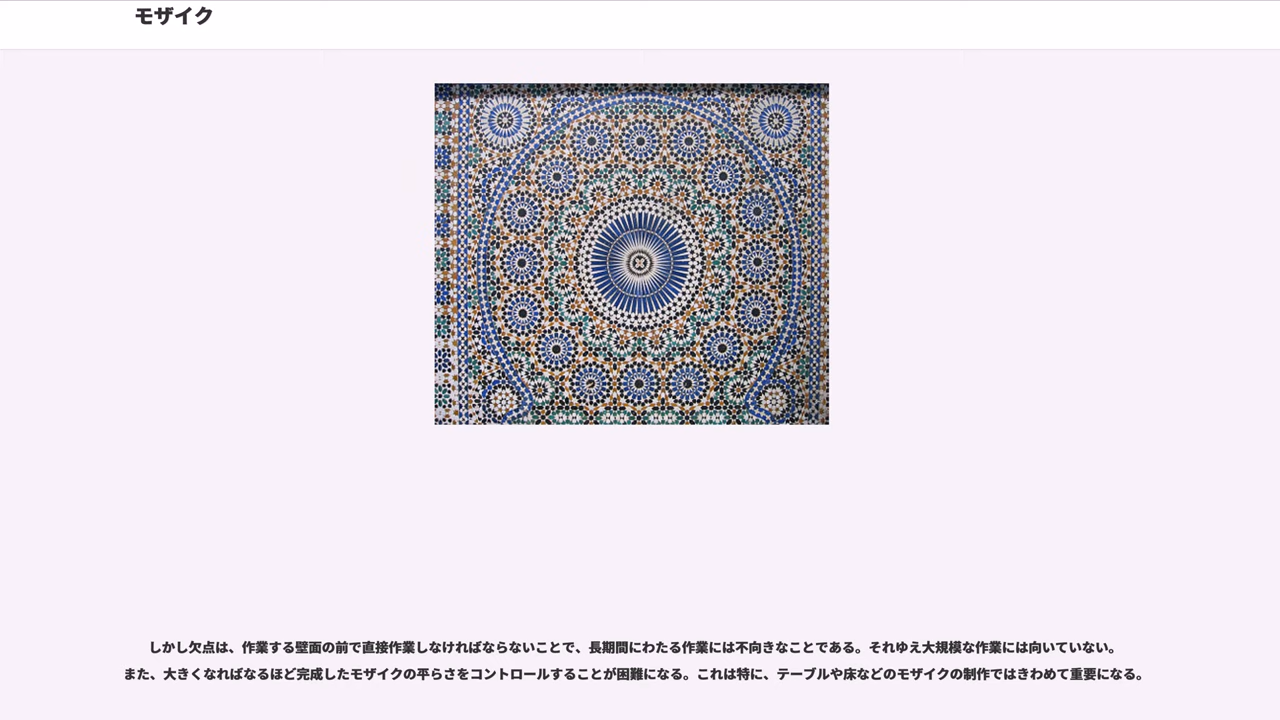 モザイク
しかし欠点は、作業する壁面の前で直接作業しなければならないことで、長期間にわたる作業には不向きなことである。それゆえ大規模な作業には向いていない。
また、大きくなればなるほど完成したモザイクの平らさをコントロールすることが困難になる。これは特に、テーブルや床などのモザイクの制作ではきわめて重要になる。